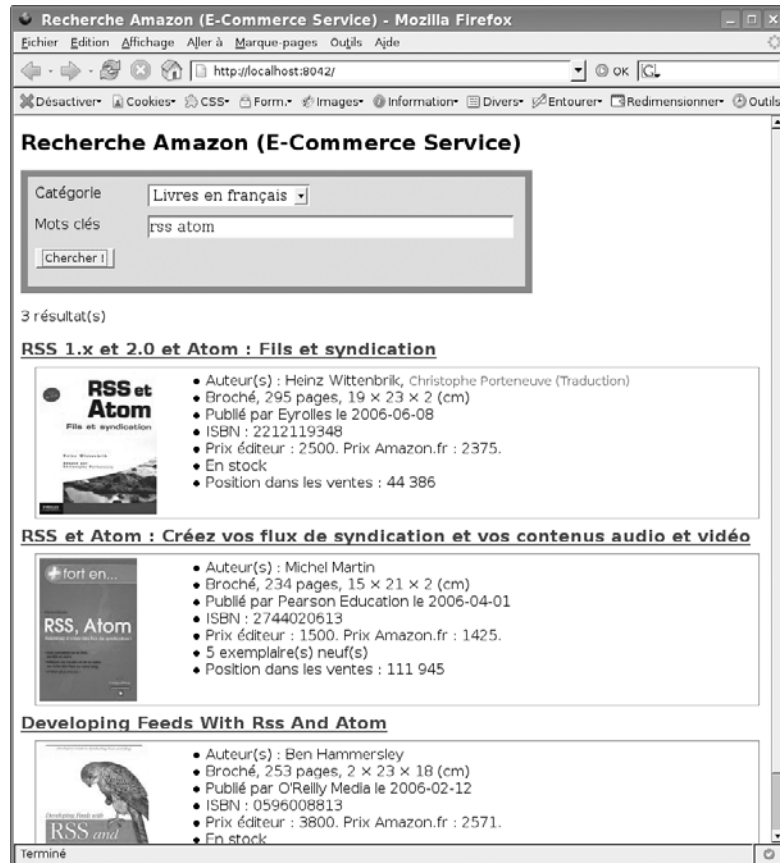 Recherche Amazon (E-Commerce Service) - Mozilla Firefox
Eichier Edition Affichage Aller à Marque-pages Outils Aide
http://localhost:8042/ OK G
Désactiver Cookies CSS Form. Images Information Divers Entourer Redimensionner Outils
Recherche Amazon (E-Commerce Service)
Catégorie Livres en français
Mots clés rss atom
Chercher !
3 résultat(s)
RSS 1.x et 2.0 et Atom : Fils et syndication
RSS et
Atom
Fils et syndication
Auteur(s) : Heinz Wittenbrik, Christophe Porteneuve (Traduction)
Broché, 295 pages, 19 × 23 × 2 (cm)
Publié par Eyrolles le 2006-06-08
ISBN : 2212119348
Prix éditeur : 2500. Prix Amazon.fr : 2375.
En stock
Position dans les ventes : 44 386
RSS et Atom : Créez vos flux de syndication et vos contenus audio et vidéo
+ fort en...
RSS, Atom
Auteur(s) : Michel Martin
Broché, 234 pages, 15 × 21 × 2 (cm)
Publié par Pearson Education le 2006-04-01
ISBN : 2744020613
Prix éditeur : 1500. Prix Amazon.fr : 1425.
5 exemplaire(s) neuf(s)
Position dans les ventes : 111 945
Developing Feeds With Rss And Atom
Developing Feeds with
RSS and
Auteur(s) : Ben Hammersley
Broché, 253 pages, 2 × 23 × 18 (cm)
Publié par O'Reilly Media le 2006-02-12
ISBN : 0596008813
Prix éditeur : 3800. Prix Amazon.fr : 2571.
En stock
Terminé